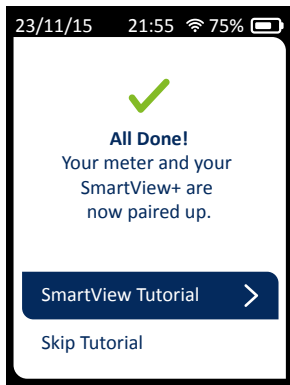 23/11/15 21:55 75%
All Done!
Your meter and your
SmartView+ are
now paired up.
SmartView Tutorial
Skip Tutorial